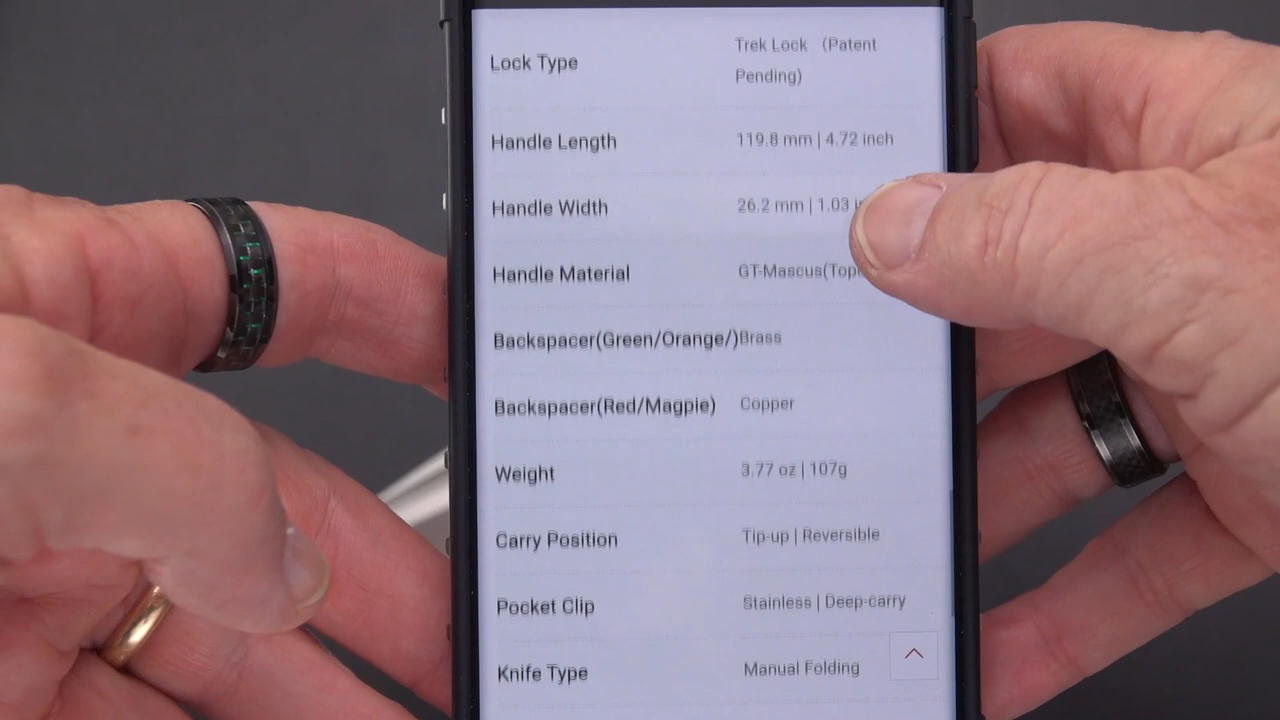 Lock Type
Trek Lock （Patent
Pending)
Handle Length
119.8 mm | 4.72 inch
Handle Width
26.2 mm | 1.03
Handle Material
GT-Mascus
Backspacer(Green/Orange/)
Brass
Backspacer(Red/Magpie)
Copper
Weight
3.77 oz | 107g
Carry Position
Tip-up | Reversible
Pocket Clip
Stainless | Deep-carry
Knife Type
Manual Folding